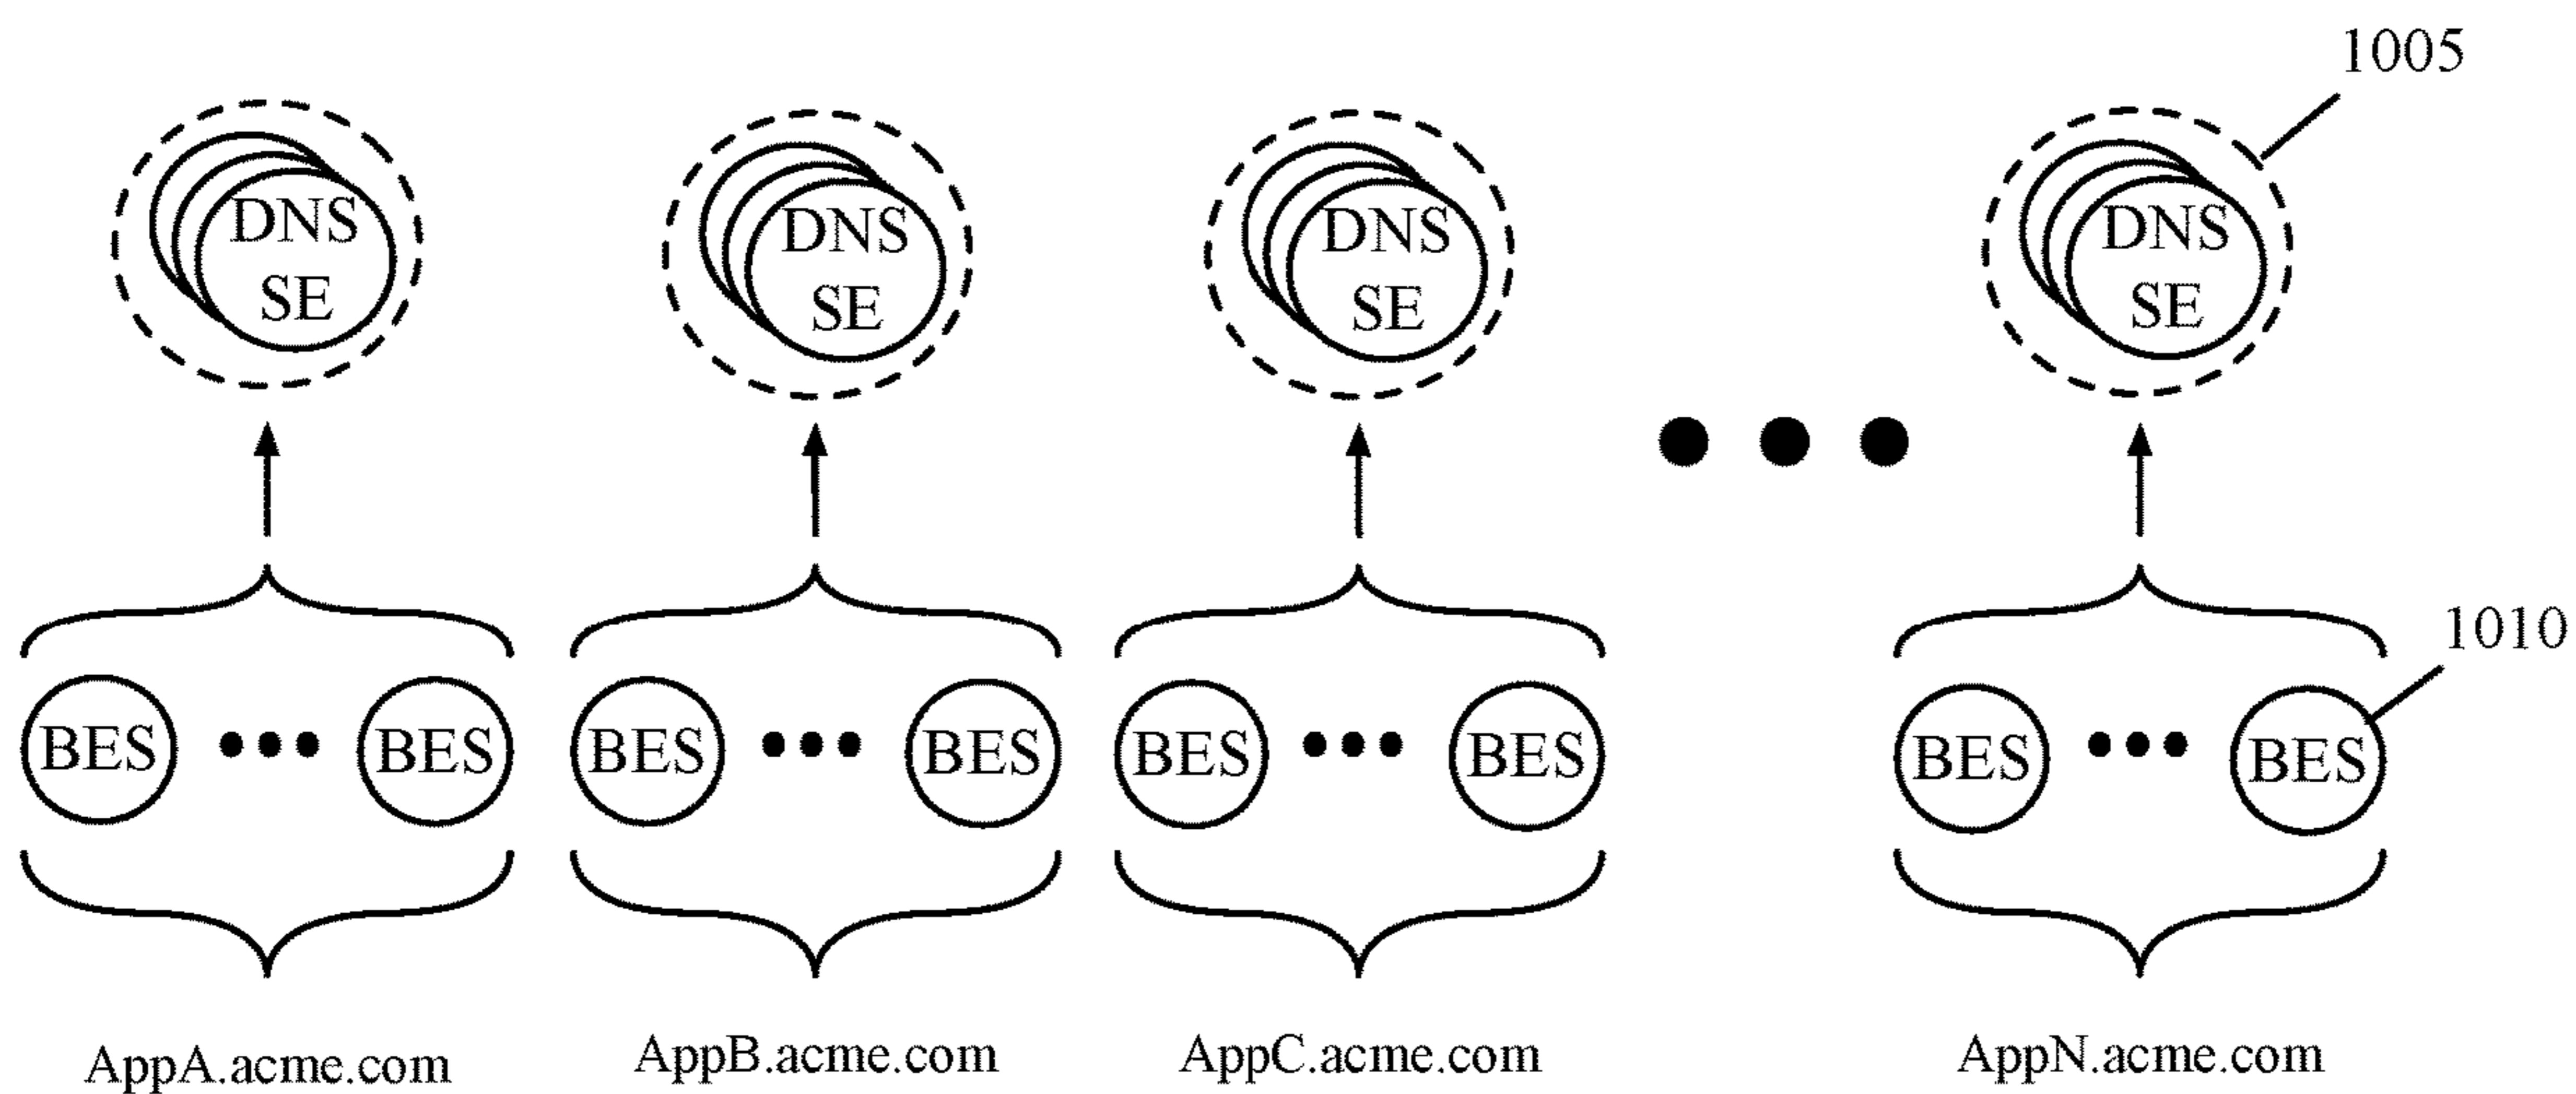 1005
DNS SE
DNS SE
DNS SE
DNS SE
1010
BES ••• BES
BES ••• BES
BES ••• BES
BES ••• BES
AppA.acme.com
AppB.acme.com
AppC.acme.com
AppN.acme.com